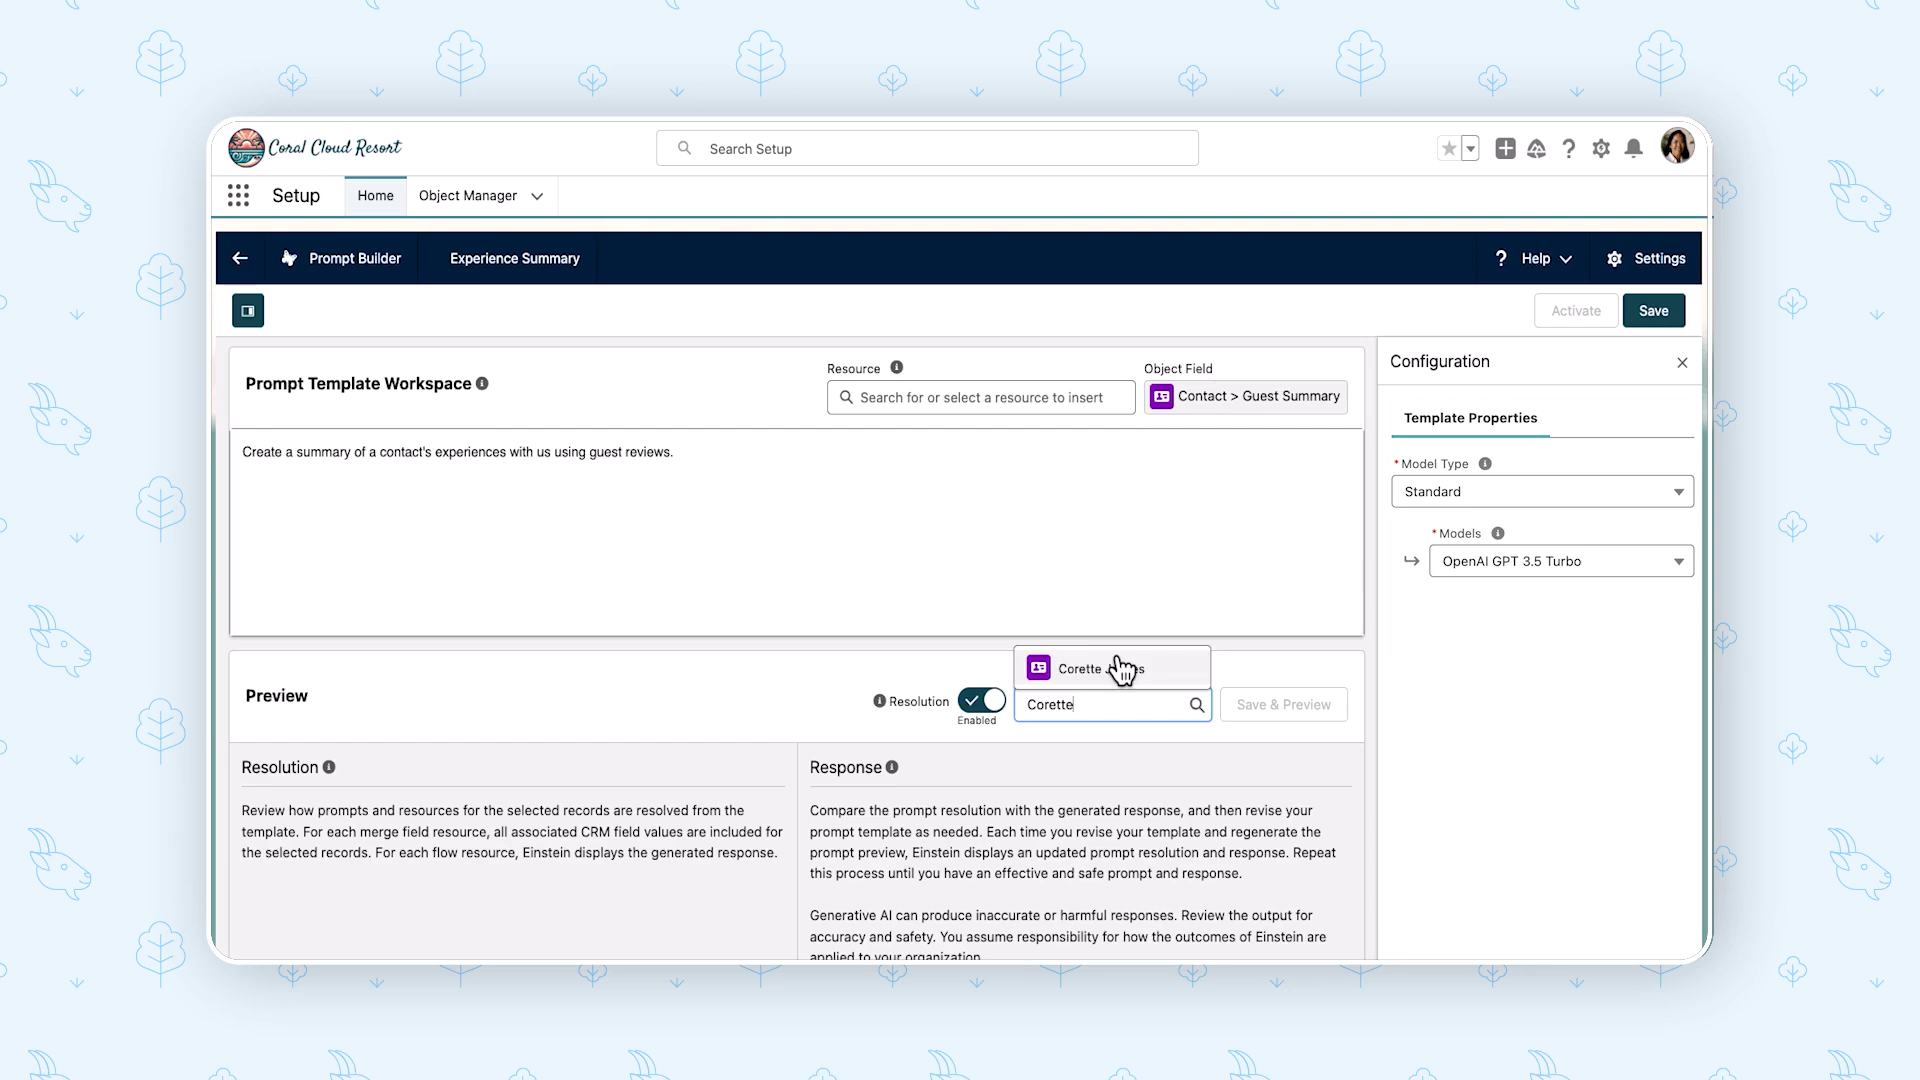 Coral Cloud Resort
Search Setup
Setup
Home
Object Manager
Prompt Builder
Experience Summary
? Help
Settings
Activate
Save
Prompt Template Workspace
Resource
Search for or select a resource to insert
Object Field
Contact > Guest Summary
Create a summary of a contact's experiences with us using guest reviews.
Configuration
Template Properties
* Model Type
Standard
* Models
OpenAI GPT 3.5 Turbo
Preview
Resolution
Enabled
Corette
Corette
Save & Preview
Resolution
Review how prompts and resources for the selected records are resolved from the
template. For each merge field resource, all associated CRM field values are included for
the selected records. For each flow resource, Einstein displays the generated response.
Response
Compare the prompt resolution with the generated response, and then revise your
prompt template as needed. Each time you revise your template and regenerate the
prompt preview, Einstein displays an updated prompt resolution and response. Repeat
this process until you have an effective and safe prompt and response.
Generative AI can produce inaccurate or harmful responses. Review the output for
accuracy and safety. You assume responsibility for how the outcomes of Einstein are
applied to your organization.